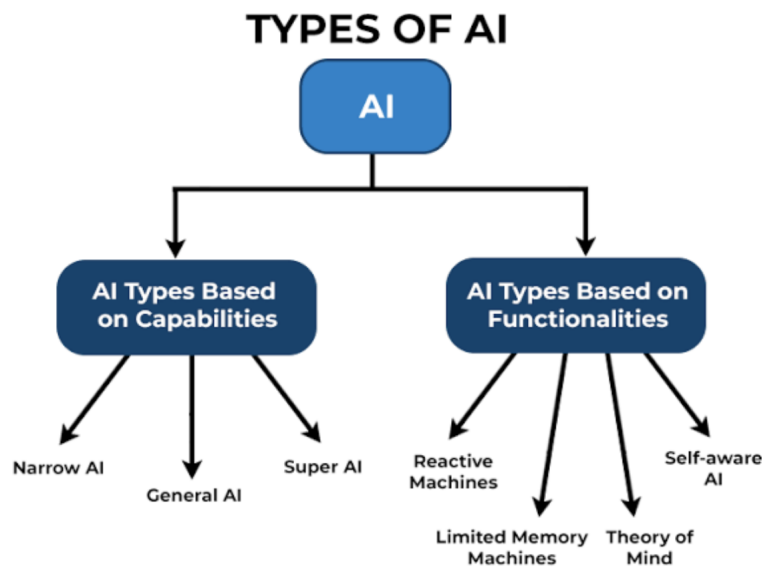 TYPES OF AI
AI
AI Types Based
on Capabilities
AI Types Based on
Functionalities
Narrow AI
General AI
Super AI
Reactive
Machines
Limited Memory
Machines
Theory of
Mind
Self-aware
AI